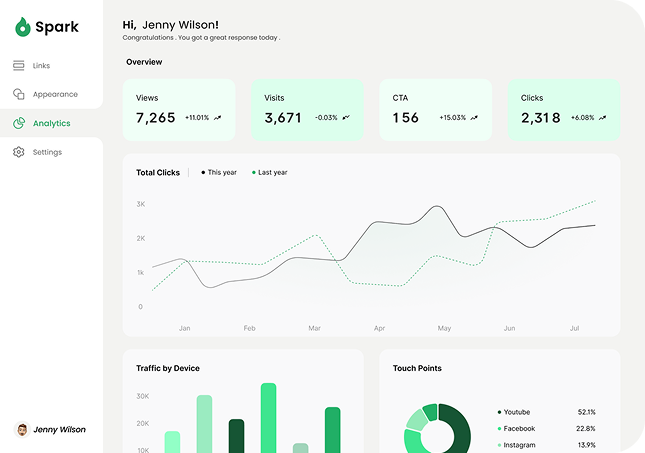 Spark
Links
Appearance
Analytics
Settings
Jenny Wilson
Hi, Jenny Wilson!
Congratulations . You got a great response today .
Overview
Views
7,265 +11.01%
Visits
3,671 -0.03%
CTA
156 +15.03%
Clicks
2,318 +6.08%
Total Clicks This year Last year
3K
2K
1k
0
Jan Feb Mar Apr May Jun Jul
Traffic by Device
30K
20K
10K
Touch Points
Youtube 52.1%
Facebook 22.8%
Instagram 13.9%